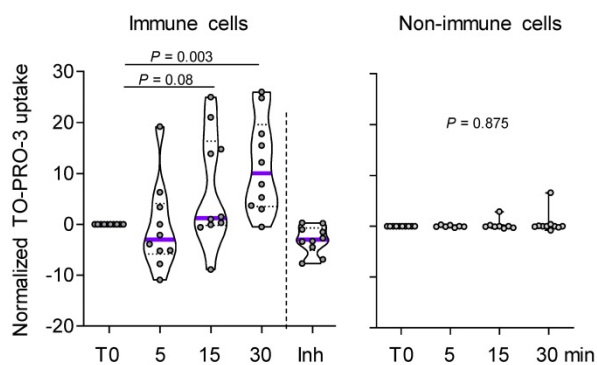 Immune cells
Non-immune cells
Normalized TO-PRO-3 uptake
30
20
10
0
-10
-20
P = 0.003
P = 0.08
P = 0.875
T0 5 15 30 Inh
T0 5 15 30 min